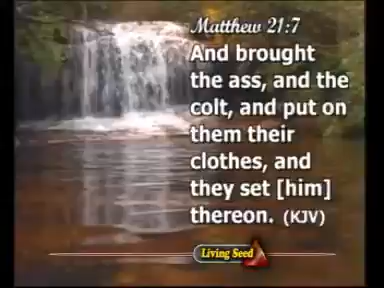 Matthew 21:7
And brought
the ass, and the
colt, and put on
them their
clothes, and
they set [him]
thereon. (KJV)
Living Seed